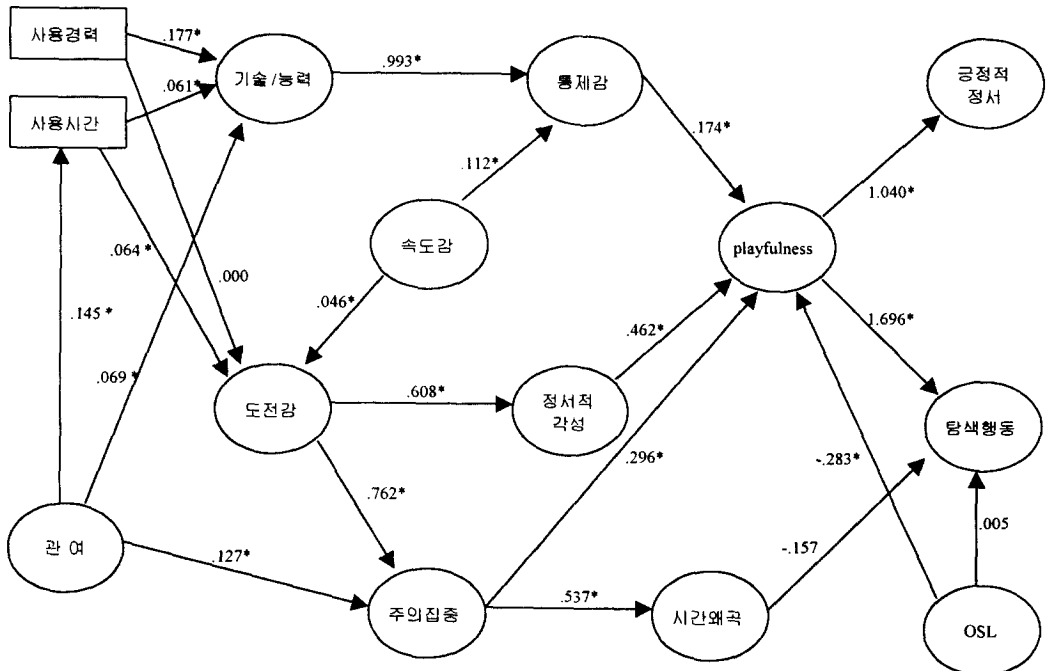 사용경력
.177*
기술/능력
.993*
통제감
긍정적
정서
.061*
사용시간
.174*
.112*
1.040*
속도감
playfulness
.064*
.000
.046*
.145*
.462*
1.696*
.069*
도전감
.608*
정서적
각성
탐색행동
.296*
-.283*
.762*
.005
관 여
.127*
-.157
주의집중
.537*
시간왜곡
OSL